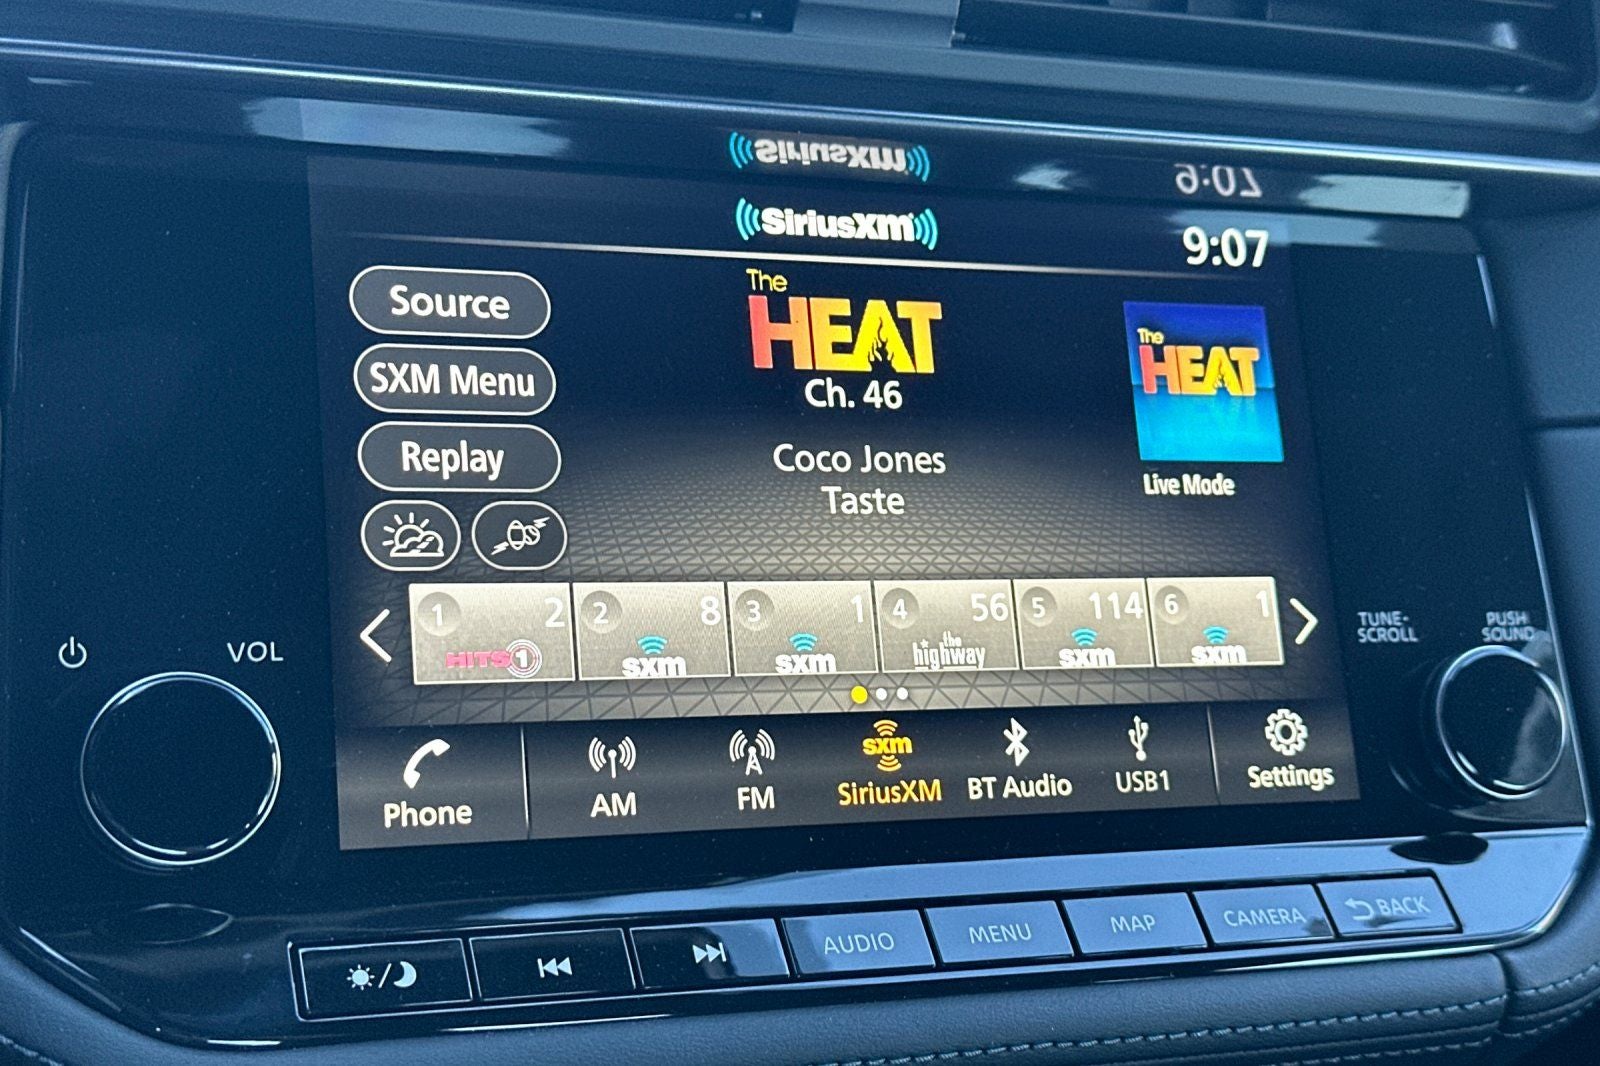 SiriusXM
9:07
SiriusXM
9:07
Source
SXM Menu
Replay
The
HEAT
Ch. 46
Coco Jones
Taste
The
HEAT
Live Mode
1 2
HITS 1
2 8
sxm
3 1
sxm
4 56
the
highway
5 114
sxm
6 1
sxm
Phone
AM
FM
sxm
SiriusXM
BT Audio
USB1
Settings
VOL
TUNE·
SCROLL
PUSH
SOUND
AUDIO
MENU
MAP
CAMERA
BACK